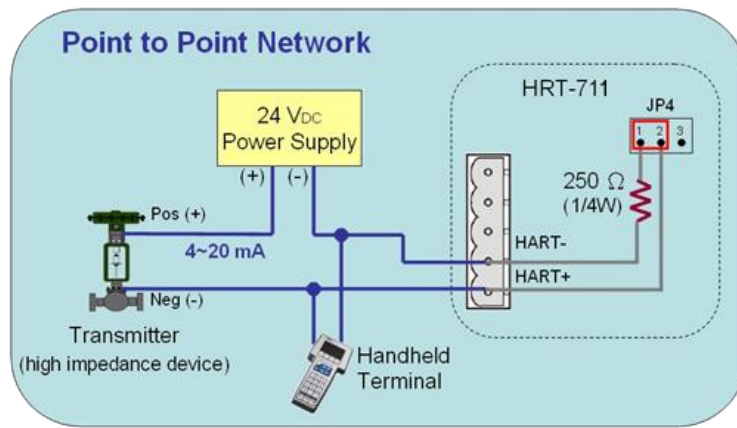 Point to Point Network
HRT-711
JP4
1 2 3
24 VDC
Power Supply
(+) (-)
250 Ω
(1/4W)
Pos (+)
4~20 mA
HART-
HART+
Neg (-)
Transmitter
(high impedance device)
Handheld
Terminal